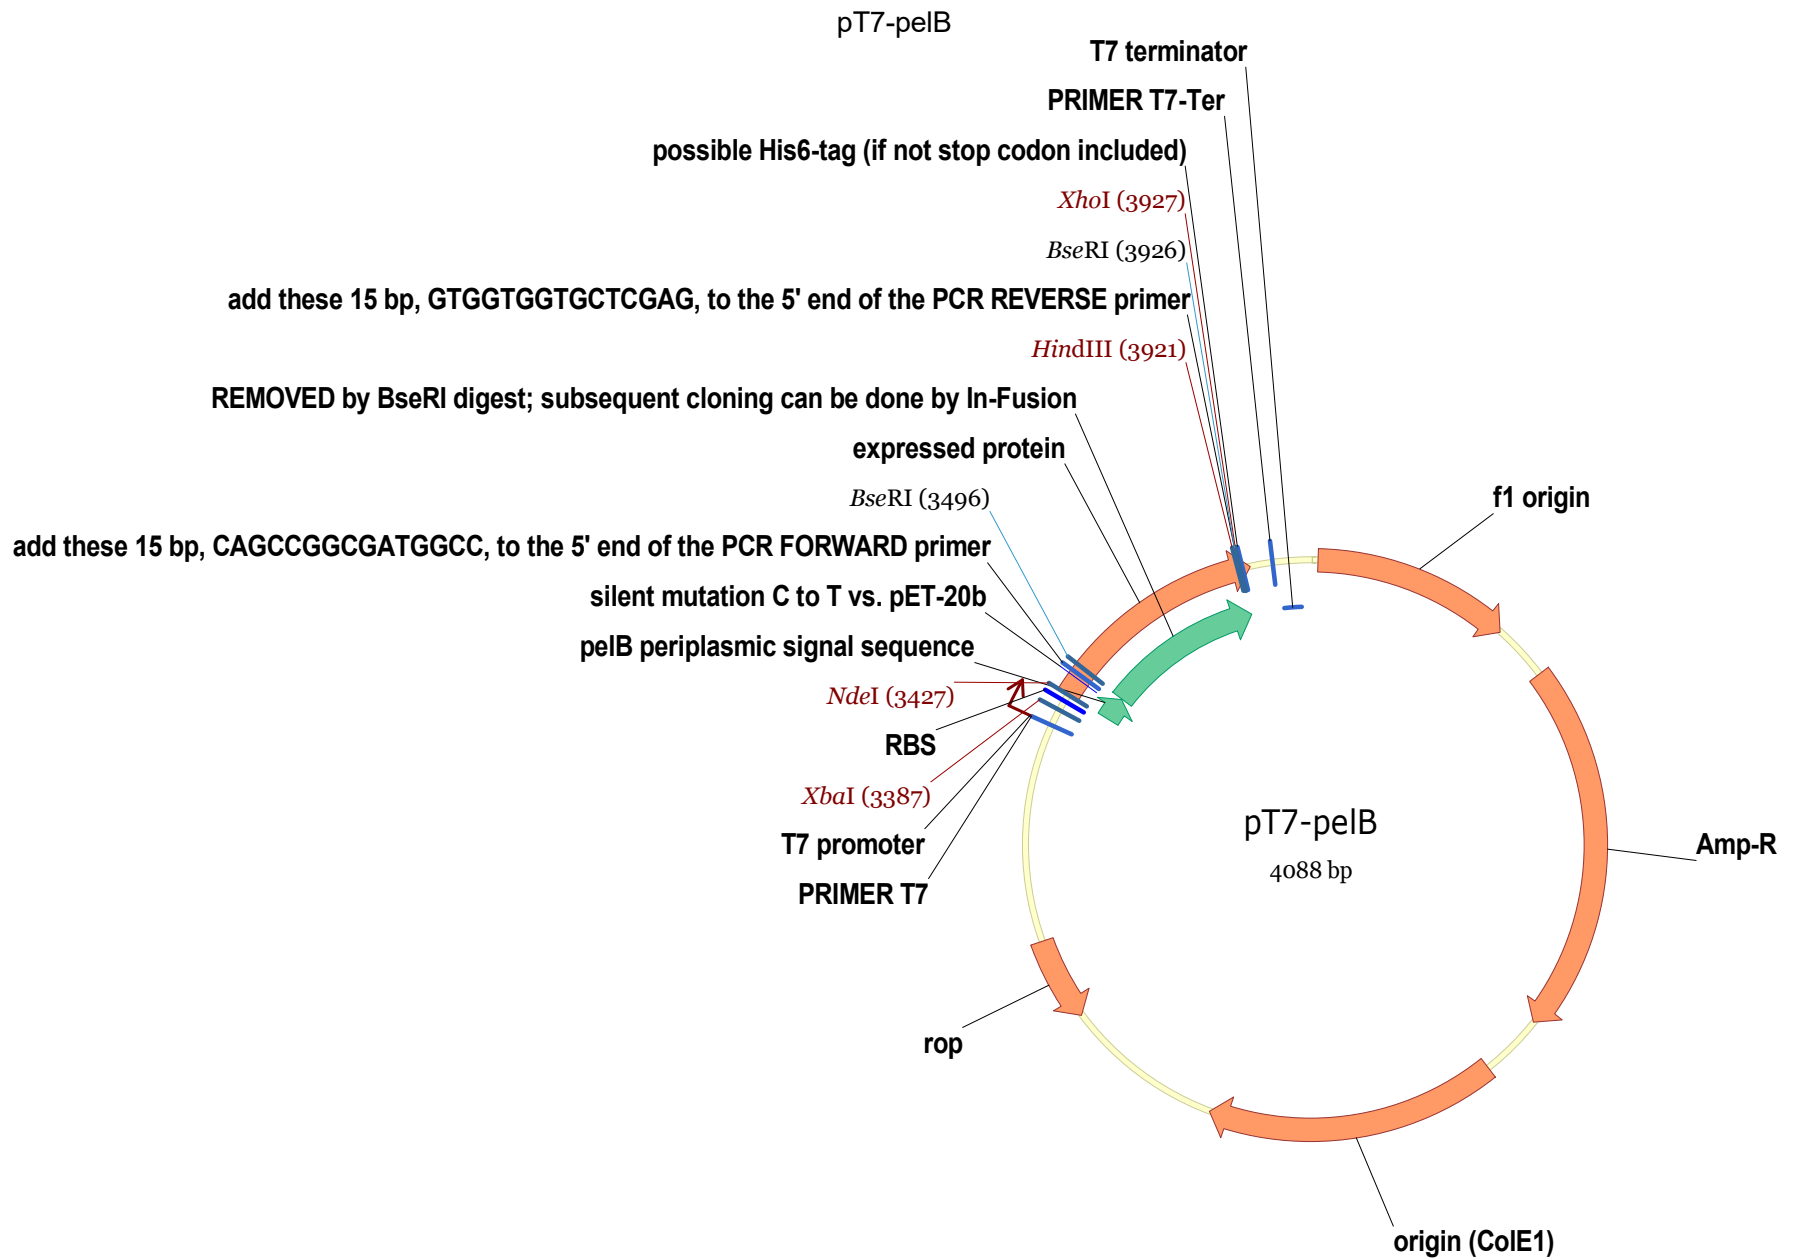 pT7-pelB
T7 terminator
PRIMER T7-Ter
possible His6-tag (if not stop codon included)
XhoI (3927)
BseRI (3926)
add these 15 bp, GTGGTGGTGCTCGAG, to the 5' end of the PCR REVERSE primer
HindIII (3921)
REMOVED by BseRI digest; subsequent cloning can be done by In-Fusion
expressed protein
BseRI (3496)
f1 origin
add these 15 bp, CAGCCGGCGATGGCC, to the 5' end of the PCR FORWARD primer
silent mutation C to T vs. pET-20b
pelB periplasmic signal sequence
NdeI (3427)
RBS
XbaI (3387)
T7 promoter
PRIMER T7
pT7-pelB
4088 bp
Amp-R
rop
origin (ColE1)